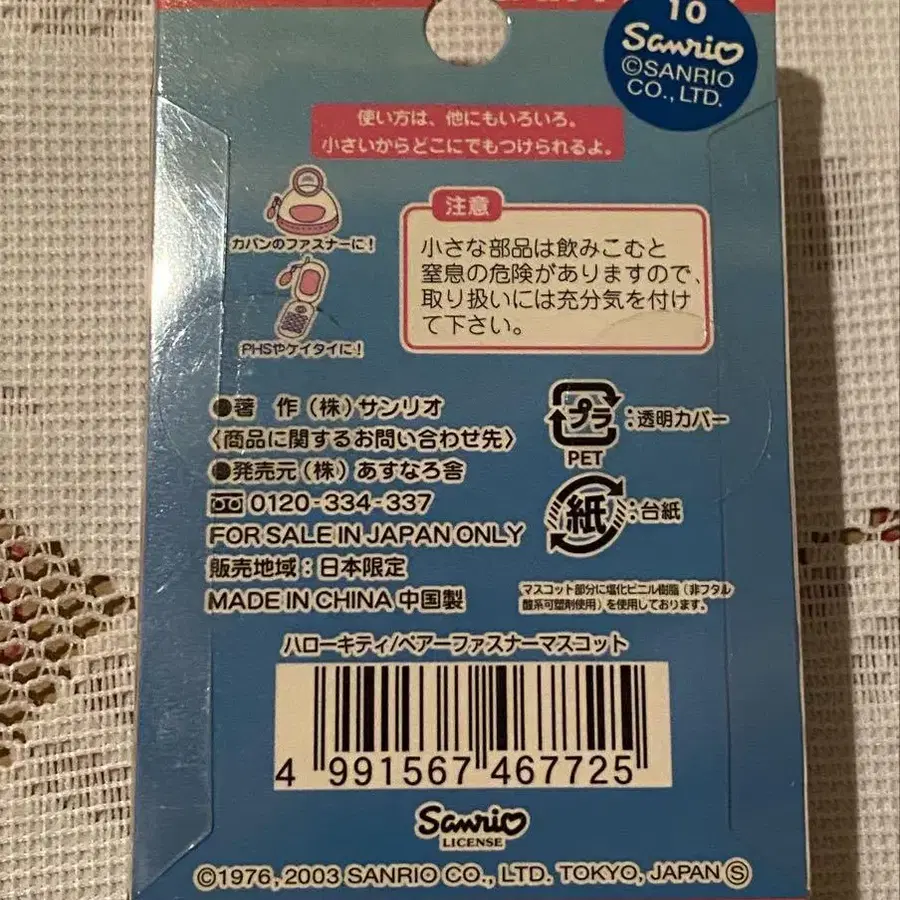 10
Sanrio
©SANRIO
CO., LTD.
使い方は、他にもいろいろ。
小さいからどこにでもつけられるよ。
カバンのファスナーに!
PHSやケイタイに!
注意
小さな部品は飲みこむと
窒息の危険がありますので、
取り扱いには充分気を付け
て下さい。
●著 作(株)サンリオ
〈商品に関するお問い合わせ先〉
●発売元(株)あすなろ舎
0120-334-337
FOR SALE IN JAPAN ONLY
販売地域:日本限定
MADE IN CHINA 中国製
プラ:透明カバー
PET
紙:台紙
マスコット部分に塩化ビニル樹脂(非フタル
酸系可塑剤使用)を使用しております。
ハローキティ/ペアーファスナーマスコット
4 991567 467725
Sanrio
LICENSE
©1976, 2003 SANRIO CO., LTD. TOKYO, JAPAN Ⓢ